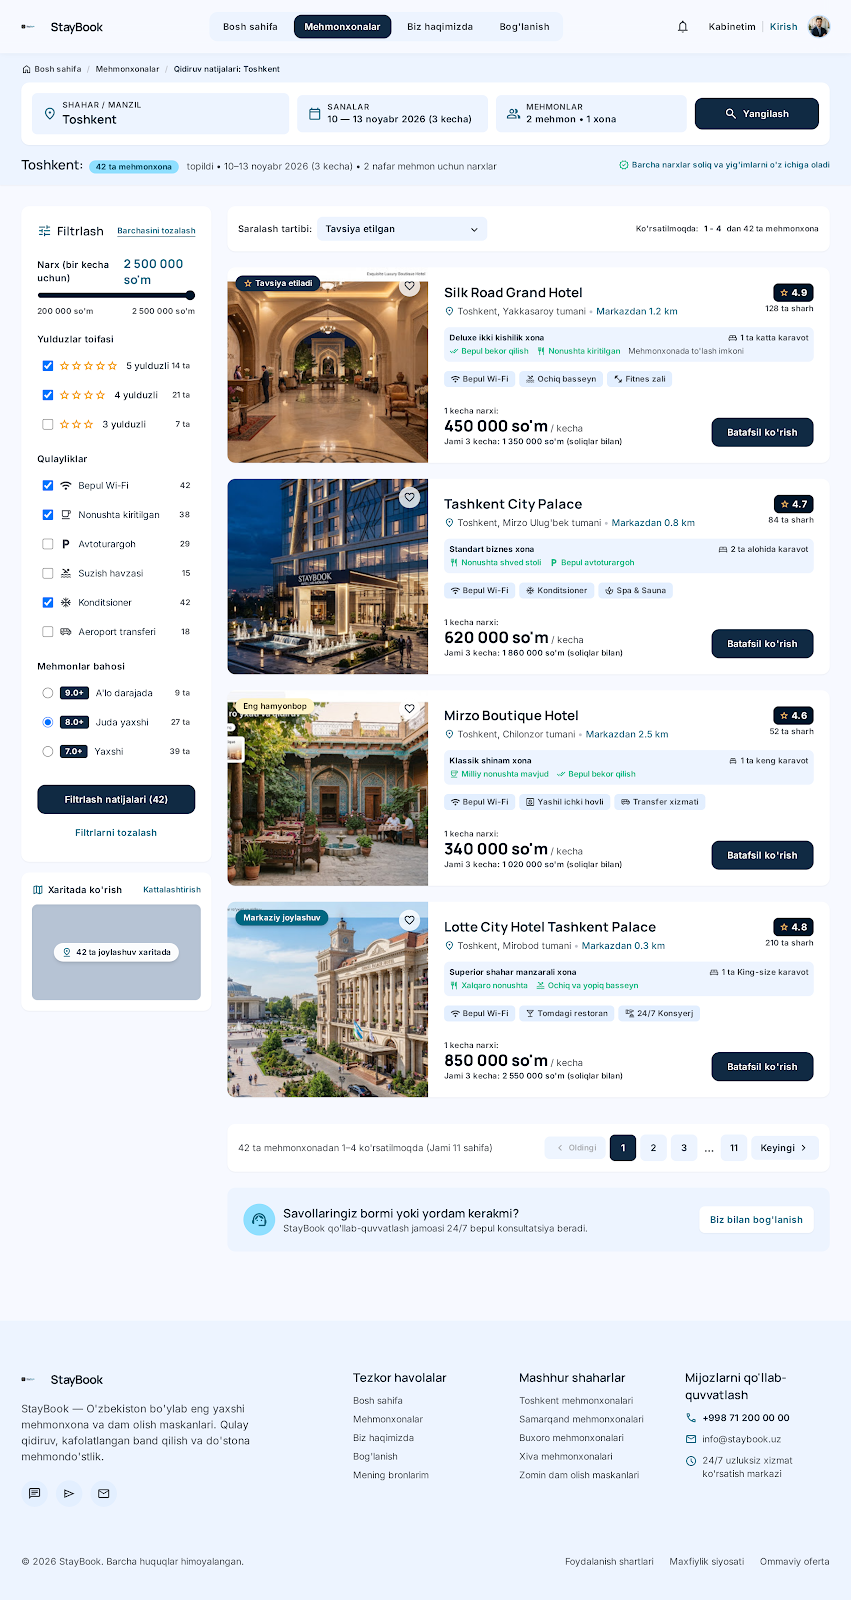 StayBook
Bosh sahifa
Mehmonxonalar
Biz haqimizda
Bog'lanish
Kabinetim
Kirish
Bosh sahifa / Mehmonxonalar / Qidiruv natijalari: Toshkent
SHAHAR / MANZIL
Toshkent
SANALAR
10 — 13 noyabr 2026 (3 kecha)
MEHMONLAR
2 mehmon • 1 xona
Yangilash
Toshkent: 42 ta mehmonxona topildi • 10–13 noyabr 2026 (3 kecha) • 2 nafar mehmon uchun narxlar
Barcha narxlar soliq va yig'imlarni o'z ichiga oladi
Filtrlash
Barchasini tozalash
Narx (bir kecha uchun)
2 500 000 so'm
200 000 so'm
2 500 000 so'm
Yulduzlar toifasi
5 yulduzli 14 ta
4 yulduzli 21 ta
3 yulduzli 7 ta
Qulayliklar
Bepul Wi-Fi 42
Nonushta kiritilgan 38
Avtoturargoh 29
Suzish havzasi 15
Konditsioner 42
Aeroport transferi 18
Mehmonlar bahosi
9.0+ A'lo darajada 9 ta
8.0+ Juda yaxshi 27 ta
7.0+ Yaxshi 39 ta
Filtrlash natijalari (42)
Filtrlarni tozalash
Xaritada ko'rish
Kattalashtirish
42 ta joylashuv xaritada
Saralash tartibi: Tavsiya etilgan
Ko'rsatilmoqda: 1 - 4 dan 42 ta mehmonxona
Exquisite Luxury Boutique Hotel
Tavsiya etiladi
Silk Road Grand Hotel
4.9
Toshkent, Yakkasaroy tumani • Markazdan 1.2 km
128 ta sharh
Deluxe ikki kishilik xona
1 ta katta karavot
Bepul bekor qilish
Nonushta kiritilgan
Mehmonxonada to'lash imkoni
Bepul Wi-Fi
Ochiq basseyn
Fitnes zali
1 kecha narxi:
450 000 so'm / kecha
Jami 3 kecha: 1 350 000 so'm (soliqlar bilan)
Batafsil ko'rish
STAYBOOK
Tashkent City Palace
4.7
Toshkent, Mirzo Ulug'bek tumani • Markazdan 0.8 km
84 ta sharh
Standart biznes xona
2 ta alohida karavot
Nonushta shved stoli
Bepul avtoturargoh
Bepul Wi-Fi
Konditsioner
Spa & Sauna
1 kecha narxi:
620 000 so'm / kecha
Jami 3 kecha: 1 860 000 so'm (soliqlar bilan)
Batafsil ko'rish
Eng hamyonbop
Mirzo Boutique Hotel
4.6
Toshkent, Chilonzor tumani • Markazdan 2.5 km
52 ta sharh
Klassik shinam xona
1 ta keng karavot
Milliy nonushta mavjud
Bepul bekor qilish
Bepul Wi-Fi
Yashil ichki hovli
Transfer xizmati
1 kecha narxi:
340 000 so'm / kecha
Jami 3 kecha: 1 020 000 so'm (soliqlar bilan)
Batafsil ko'rish
Markaziy joylashuv
Lotte City Hotel Tashkent Palace
4.8
Toshkent, Mirobod tumani • Markazdan 0.3 km
210 ta sharh
Superior shahar manzarali xona
1 ta King-size karavot
Xalqaro nonushta
Ochiq va yopiq basseyn
Bepul Wi-Fi
Tomdagi restoran
24/7 Konsyerj
1 kecha narxi:
850 000 so'm / kecha
Jami 3 kecha: 2 550 000 so'm (soliqlar bilan)
Batafsil ko'rish
42 ta mehmonxonadan 1–4 ko'rsatilmoqda (Jami 11 sahifa)
Oldingi 1 2 3 ... 11 Keyingi
Savollaringiz bormi yoki yordam kerakmi?
StayBook qo'llab-quvvatlash jamoasi 24/7 bepul konsultatsiya beradi.
Biz bilan bog'lanish
StayBook
StayBook — O'zbekiston bo'ylab eng yaxshi
mehmonxona va dam olish maskanlari. Qulay
qidiruv, kafolatlangan band qilish va do'stona
mehmondo'stlik.
Tezkor havolalar
Bosh sahifa
Mehmonxonalar
Biz haqimizda
Bog'lanish
Mening bronlarim
Mashhur shaharlar
Toshkent mehmonxonalari
Samarqand mehmonxonalari
Buxoro mehmonxonalari
Xiva mehmonxonalari
Zomin dam olish maskanlari
Mijozlarni qo'llab-
quvvatlash
+998 71 200 00 00
info@staybook.uz
24/7 uzluksiz xizmat
ko'rsatish markazi
© 2026 StayBook. Barcha huquqlar himoyalangan.
Foydalanish shartlari
Maxfiylik siyosati
Ommaviy oferta